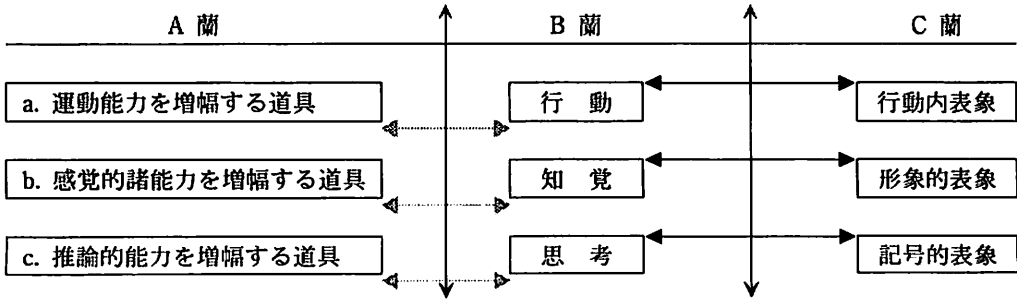 A 蘭 B 蘭 C 蘭
a. 運動能力を増幅する道具 行 動 行動内表象
b. 感覚的諸能力を増幅する道具 知 覚 形象的表象
c. 推論的能力を増幅する道具 思 考 記号的表象